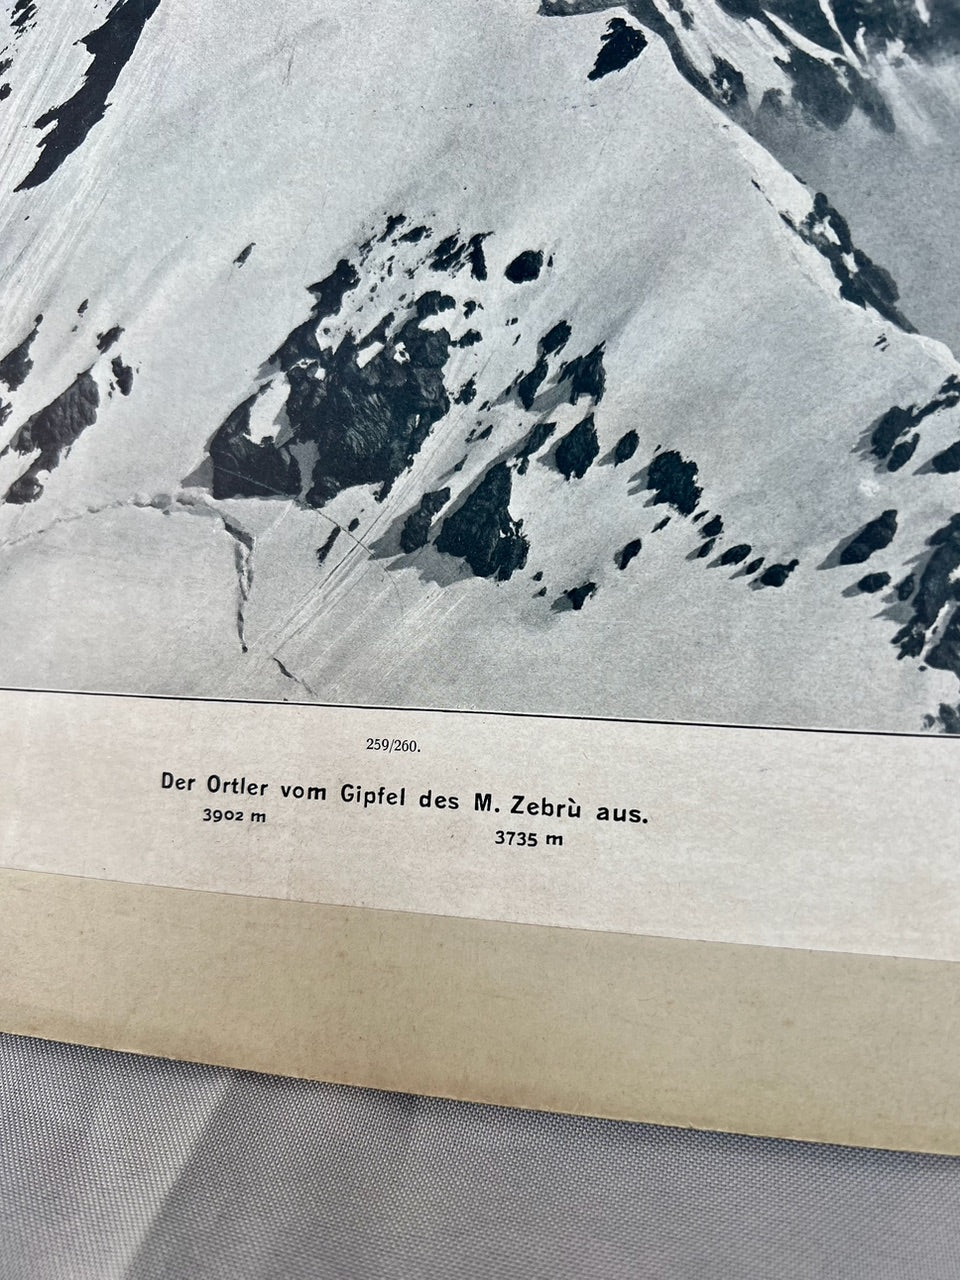 259/260.
Der Ortler vom Gipfel des M. Zebrù aus.
3902 m
3735 m